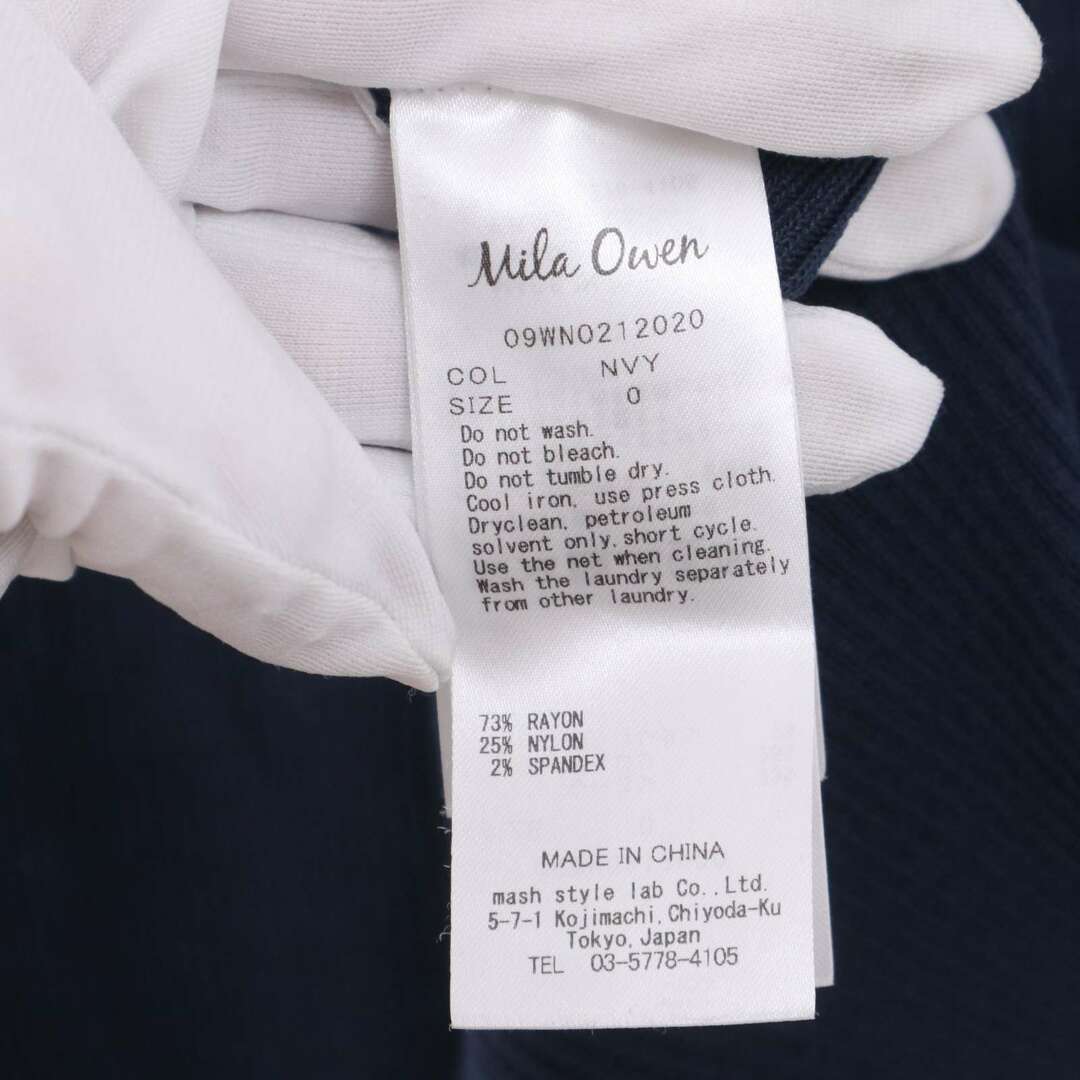 Mila Owen
09WNO212020
COL NVY
SIZE 0
Do not wash.
Do not bleach.
Do not tumble dry.
Cool iron, use press cloth.
Dryclean, petroleum
solvent only, short cycle.
Use the net when cleaning.
Wash the laundry separately
from other laundry.
73% RAYON
25% NYLON
2% SPANDEX
MADE IN CHINA
mash style lab Co.,Ltd.
5-7-1 Kojimachi, Chiyoda-Ku
Tokyo, Japan
TEL 03-5778-4105